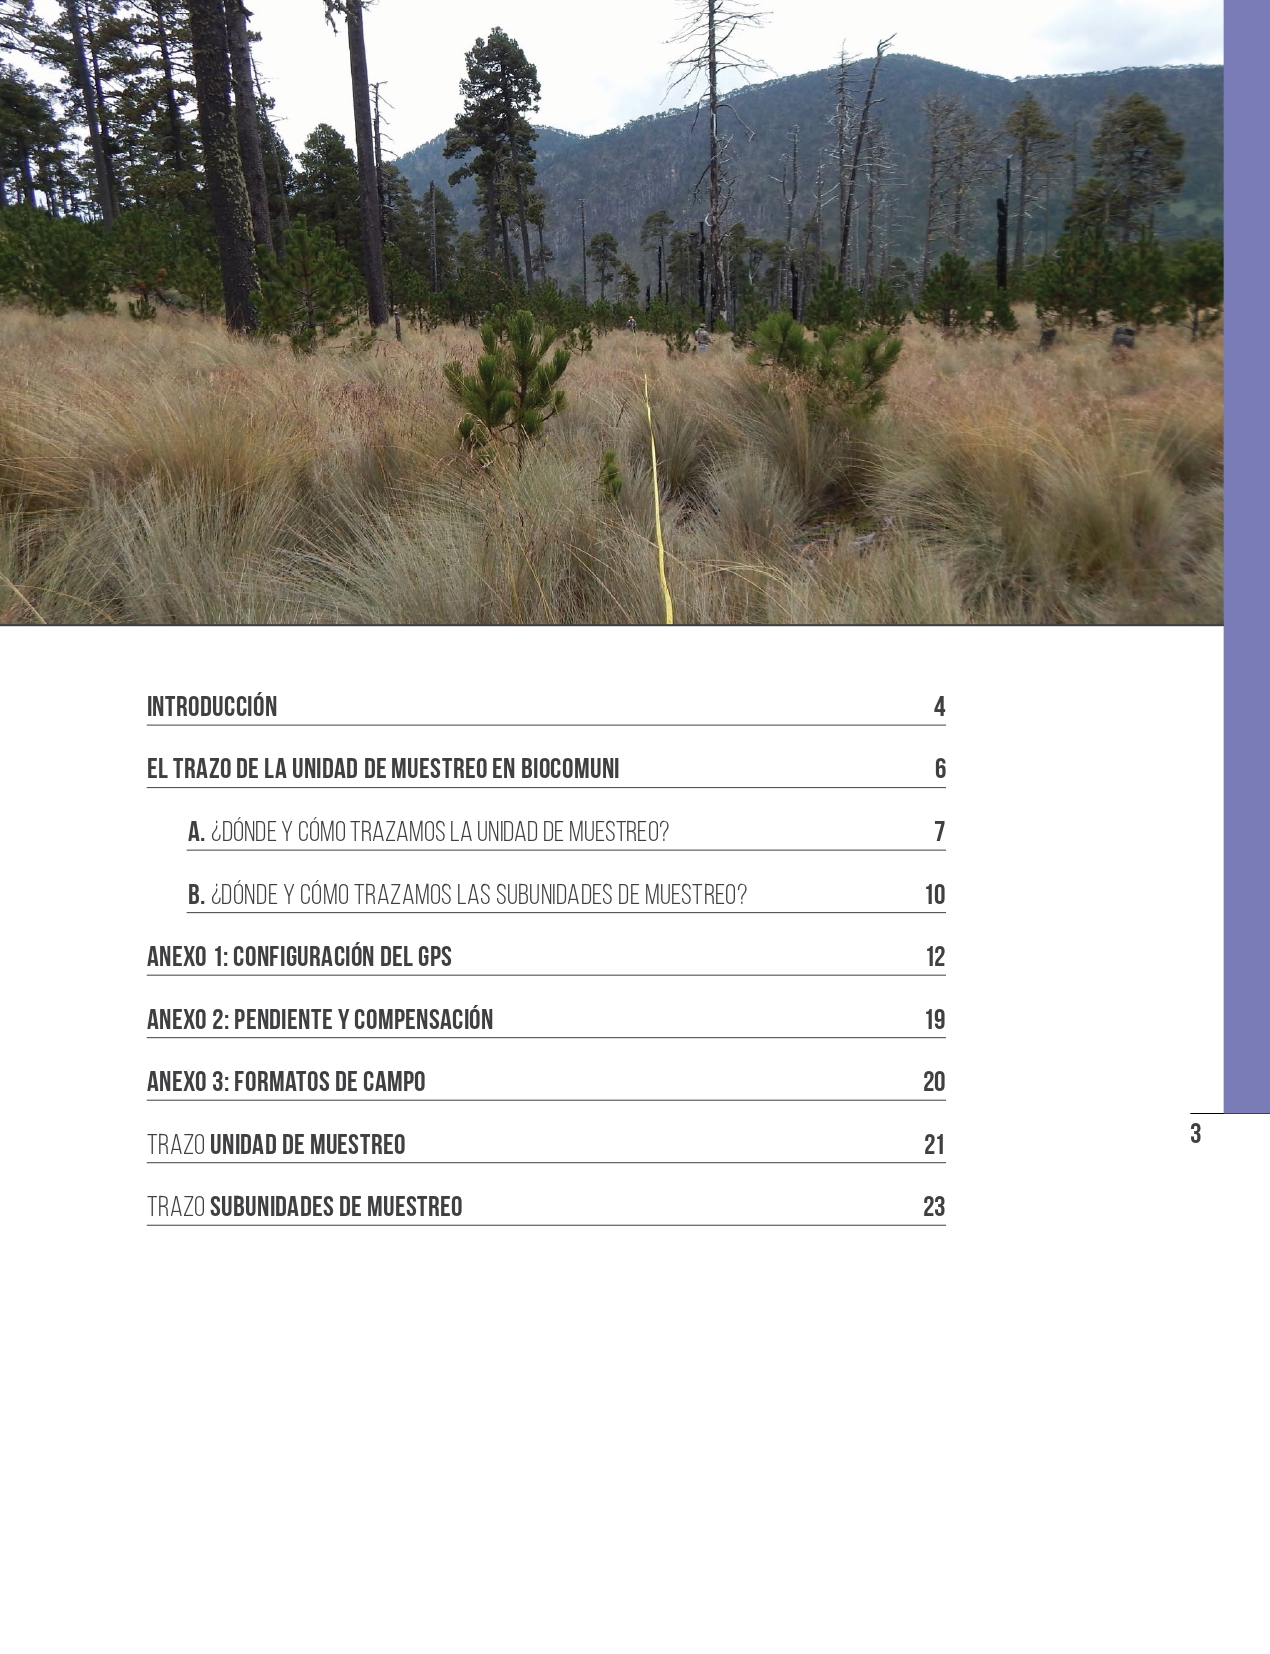 INTRODUCCIÓN 4
EL TRAZO DE LA UNIDAD DE MUESTREO EN BIOCOMUNI 6
A. ¿DÓNDE Y CÓMO TRAZAMOS LA UNIDAD DE MUESTREO? 7
B. ¿DÓNDE Y CÓMO TRAZAMOS LAS SUBUNIDADES DE MUESTREO? 10
ANEXO 1: CONFIGURACIÓN DEL GPS 12
ANEXO 2: PENDIENTE Y COMPENSACIÓN 19
ANEXO 3: FORMATOS DE CAMPO 20
TRAZO UNIDAD DE MUESTREO 21
TRAZO SUBUNIDADES DE MUESTREO 23
3